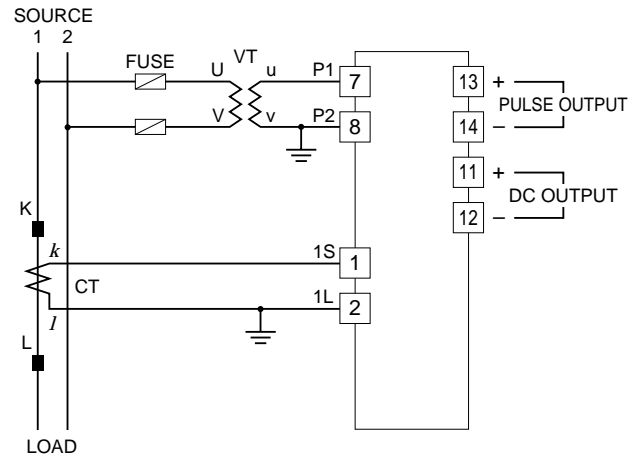 SOURCE
1 2
FUSE
U VT u P1 7
V v P2 8
13 + PULSE OUTPUT
14 −
11 + DC OUTPUT
12 −
K
k 1S 1
CT
l 1L 2
L
LOAD